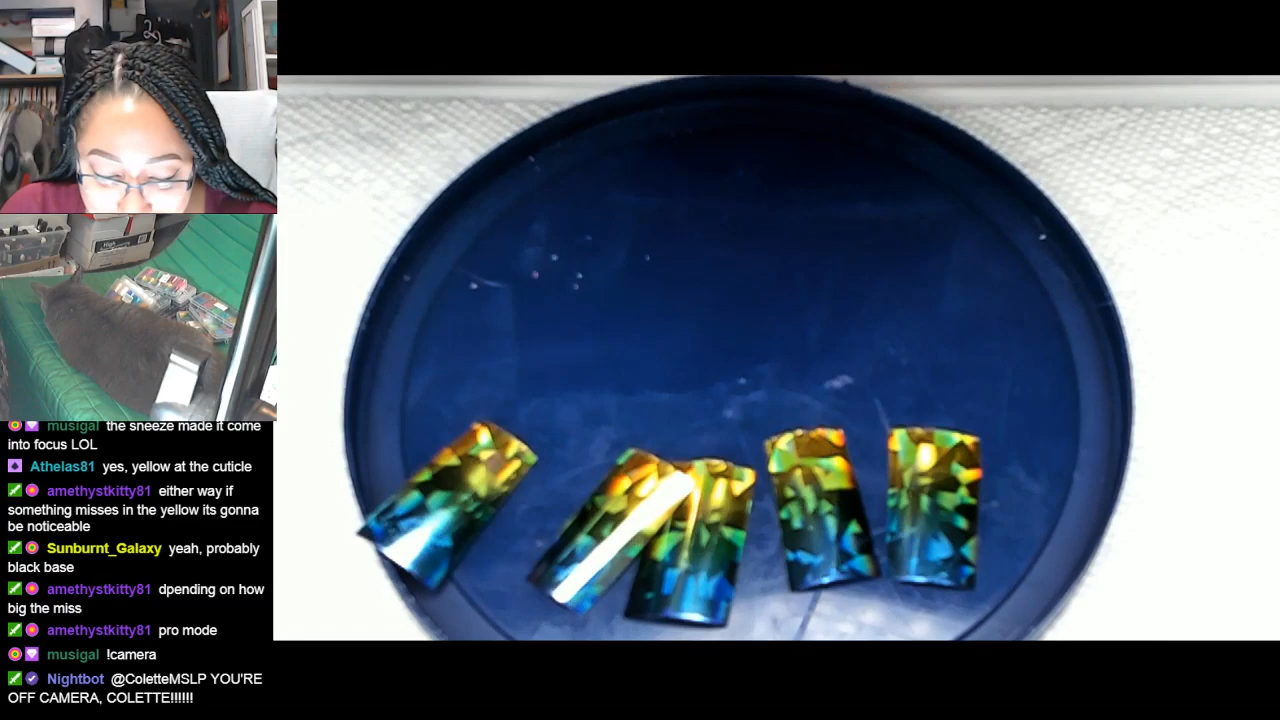 musigal the sneeze made it come
into focus LOL
Athelas81 yes, yellow at the cuticle
amethystkitty81 either way if
something misses in the yellow its gonna
be noticeable
Sunburnt_Galaxy yeah, probably
black base
amethystkitty81 dpending on how
big the miss
amethystkitty81 pro mode
musigal !camera
Nightbot @ColetteMSLP YOU'RE
OFF CAMERA, COLETTE!!!!!!